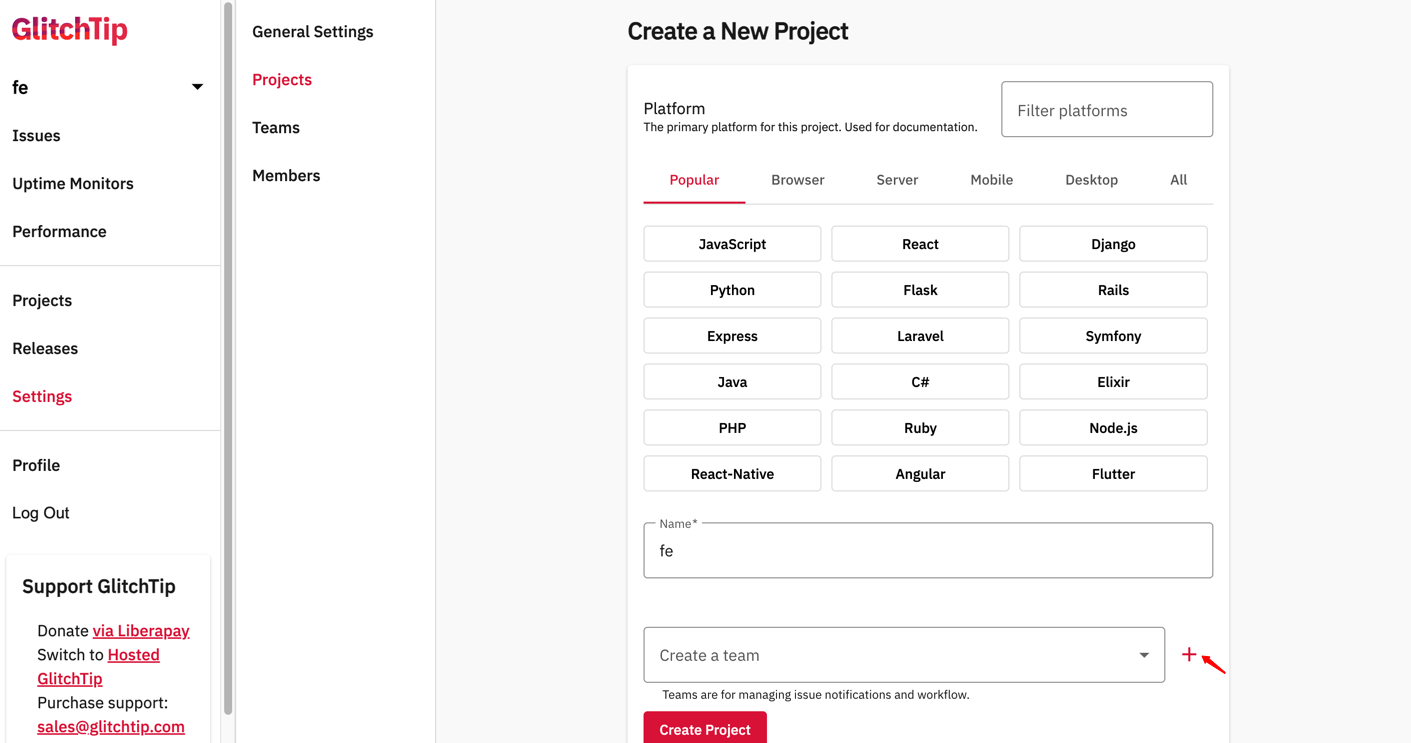 GlitchTip
fe
Issues
Uptime Monitors
Performance
Projects
Releases
Settings
Profile
Log Out
Support GlitchTip
Donate via Liberapay
Switch to Hosted
GlitchTip
Purchase support:
sales@glitchtip.com
General Settings
Projects
Teams
Members
Create a New Project
Platform
The primary platform for this project. Used for documentation.
Filter platforms
Popular Browser Server Mobile Desktop All
JavaScript React Django
Python Flask Rails
Express Laravel Symfony
Java C# Elixir
PHP Ruby Node.js
React-Native Angular Flutter
Name*
fe
Create a team
Teams are for managing issue notifications and workflow.
Create Project